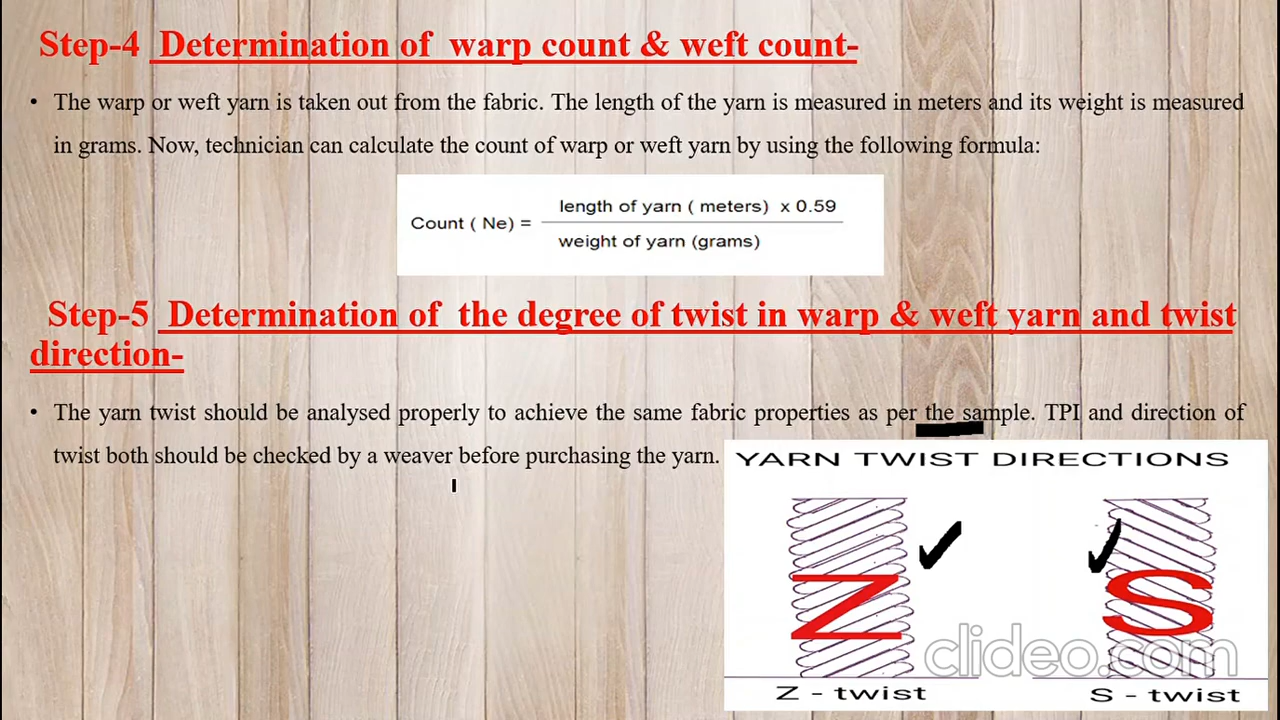 Step-4 Determination of warp count & weft count-
• The warp or weft yarn is taken out from the fabric. The length of the yarn is measured in meters and its weight is measured
in grams. Now, technician can calculate the count of warp or weft yarn by using the following formula:
length of yarn ( meters) x 0.59
Count ( Ne) =
weight of yarn (grams)
Step-5 Determination of the degree of twist in warp & weft yarn and twist
direction-
• The yarn twist should be analysed properly to achieve the same fabric properties as per the sample. TPI and direction of
twist both should be checked by a weaver before purchasing the yarn.
YARN TWIST DIRECTIONS
Z S
clideo.com
Z - twist S - twist